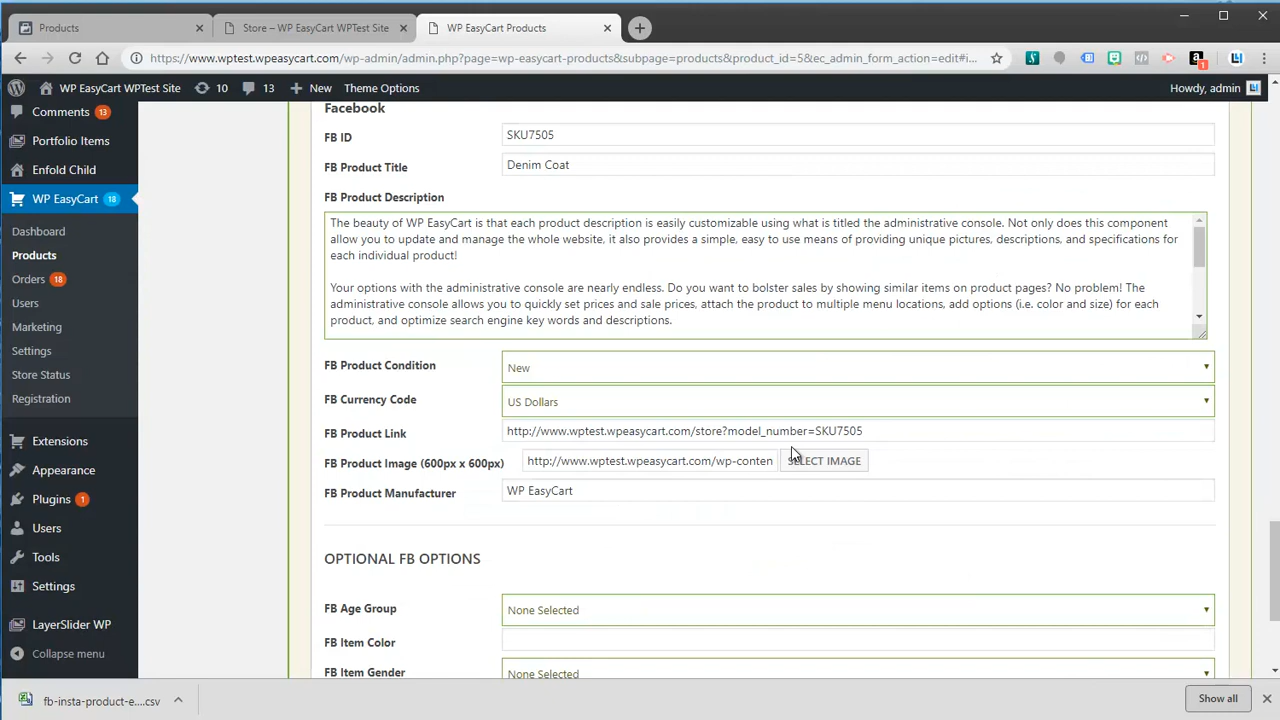 Products
Store – WP EasyCart WPTest Site
WP EasyCart Products
https://www.wptest.wpeasycart.com/wp-admin/admin.php?page=wp-easycart-products&subpage=products&product_id=5&ec_admin_form_action=edit#i...
WP EasyCart WPTest Site
10
13
New
Theme Options
Howdy, admin
Comments 13
Portfolio Items
Enfold Child
WP EasyCart 18
Dashboard
Products
Orders 18
Users
Marketing
Settings
Store Status
Registration
Extensions
Appearance
Plugins 1
Users
Tools
Settings
LayerSlider WP
Collapse menu
Facebook
FB ID
SKU7505
FB Product Title
Denim Coat
FB Product Description
The beauty of WP EasyCart is that each product description is easily customizable using what is titled the administrative console. Not only does this component
allow you to update and manage the whole website, it also provides a simple, easy to use means of providing unique pictures, descriptions, and specifications for
each individual product!
Your options with the administrative console are nearly endless. Do you want to bolster sales by showing similar items on product pages? No problem! The
administrative console allows you to quickly set prices and sale prices, attach the product to multiple menu locations, add options (i.e. color and size) for each
product, and optimize search engine key words and descriptions.
FB Product Condition
New
FB Currency Code
US Dollars
FB Product Link
http://www.wptest.wpeasycart.com/store?model_number=SKU7505
FB Product Image (600px x 600px)
http://www.wptest.wpeasycart.com/wp-conten
SELECT IMAGE
FB Product Manufacturer
WP EasyCart
OPTIONAL FB OPTIONS
FB Age Group
None Selected
FB Item Color
FB Item Gender
None Selected
fb-insta-product-e....csv
Show all